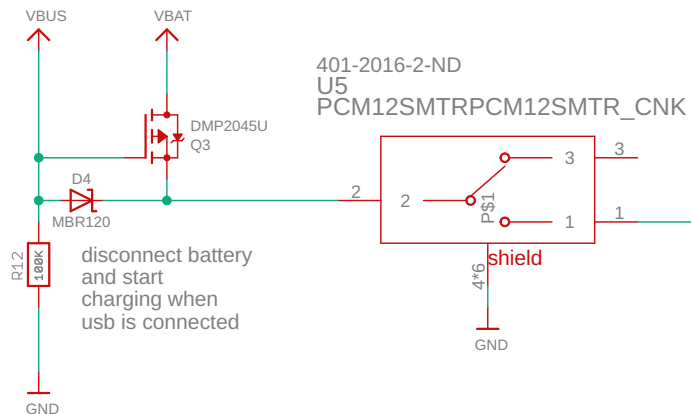 VBUS
VBAT
401-2016-2-ND
U5
PCM12SMTRPCM12SMTR_CNK
DMP2045U
Q3
D4
MBR120
2
2
3
3
P$1
1
1
R12
100K
disconnect battery
and start
charging when
usb is connected
shield
4*6
GND
GND